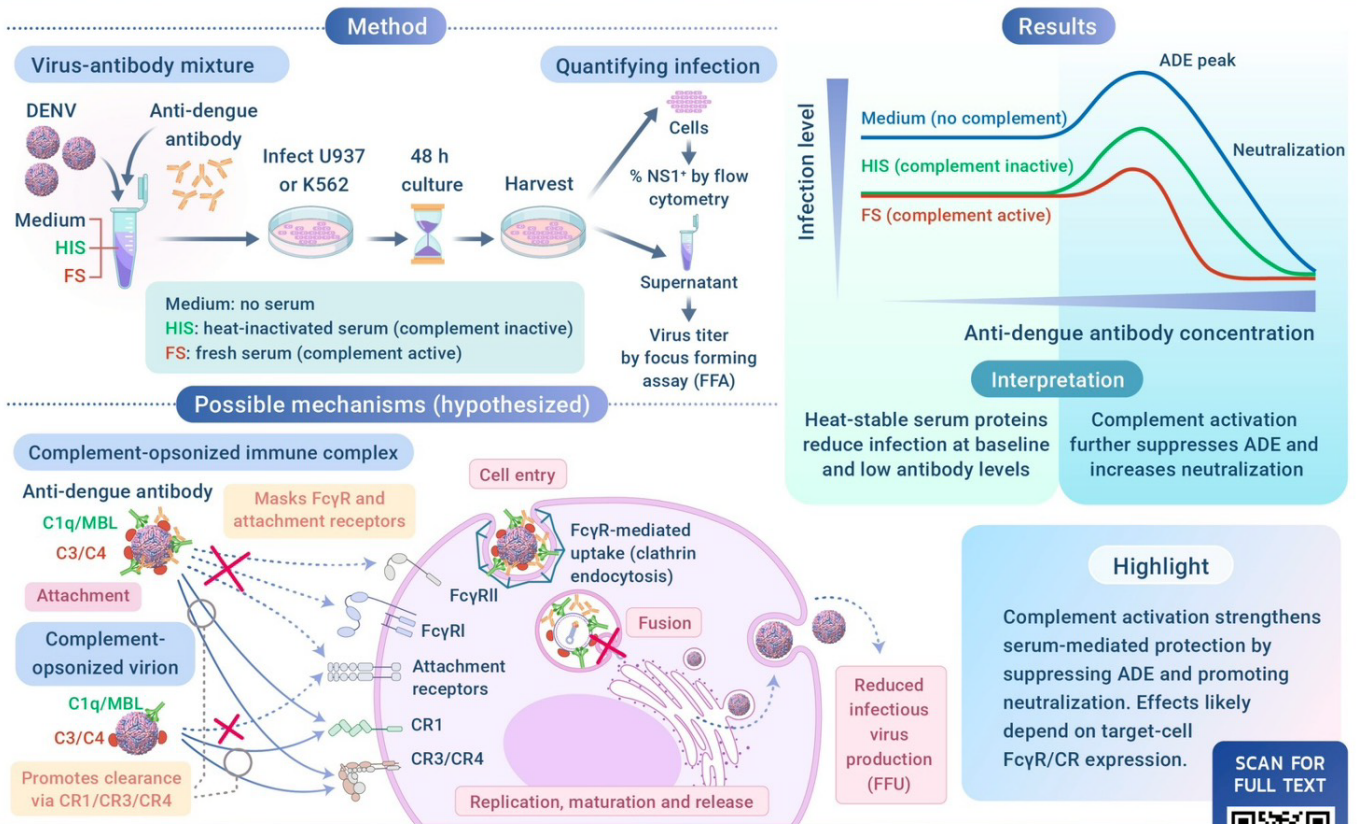 Method
Virus-antibody mixture
DENV
Anti-dengue
antibody
Medium
HIS
FS
Infect U937
or K562
48 h
culture
Harvest
Quantifying infection
Cells
% NS1⁺ by flow
cytometry
Supernatant
Virus titer
by focus forming
assay (FFA)
Medium: no serum
HIS: heat-inactivated serum (complement inactive)
FS: fresh serum (complement active)
Results
ADE peak
Infection level
Medium (no complement)
Neutralization
HIS (complement inactive)
FS (complement active)
Anti-dengue antibody concentration
Interpretation
Heat-stable serum proteins
reduce infection at baseline
and low antibody levels
Complement activation
further suppresses ADE and
increases neutralization
Possible mechanisms (hypothesized)
Complement-opsonized immune complex
Anti-dengue antibody
C1q/MBL
C3/C4
Masks FcγR and
attachment receptors
Attachment
Complement-
opsonized virion
C1q/MBL
C3/C4
Promotes clearance
via CR1/CR3/CR4
Cell entry
FcγR-mediated
uptake (clathrin
endocytosis)
FcγRII
FcγRI
Fusion
Attachment
receptors
CR1
CR3/CR4
Replication, maturation and release
Reduced
infectious
virus
production
(FFU)
Highlight
Complement activation strengthens
serum-mediated protection by
suppressing ADE and promoting
neutralization. Effects likely
depend on target-cell
FcγR/CR expression.
SCAN FOR
FULL TEXT